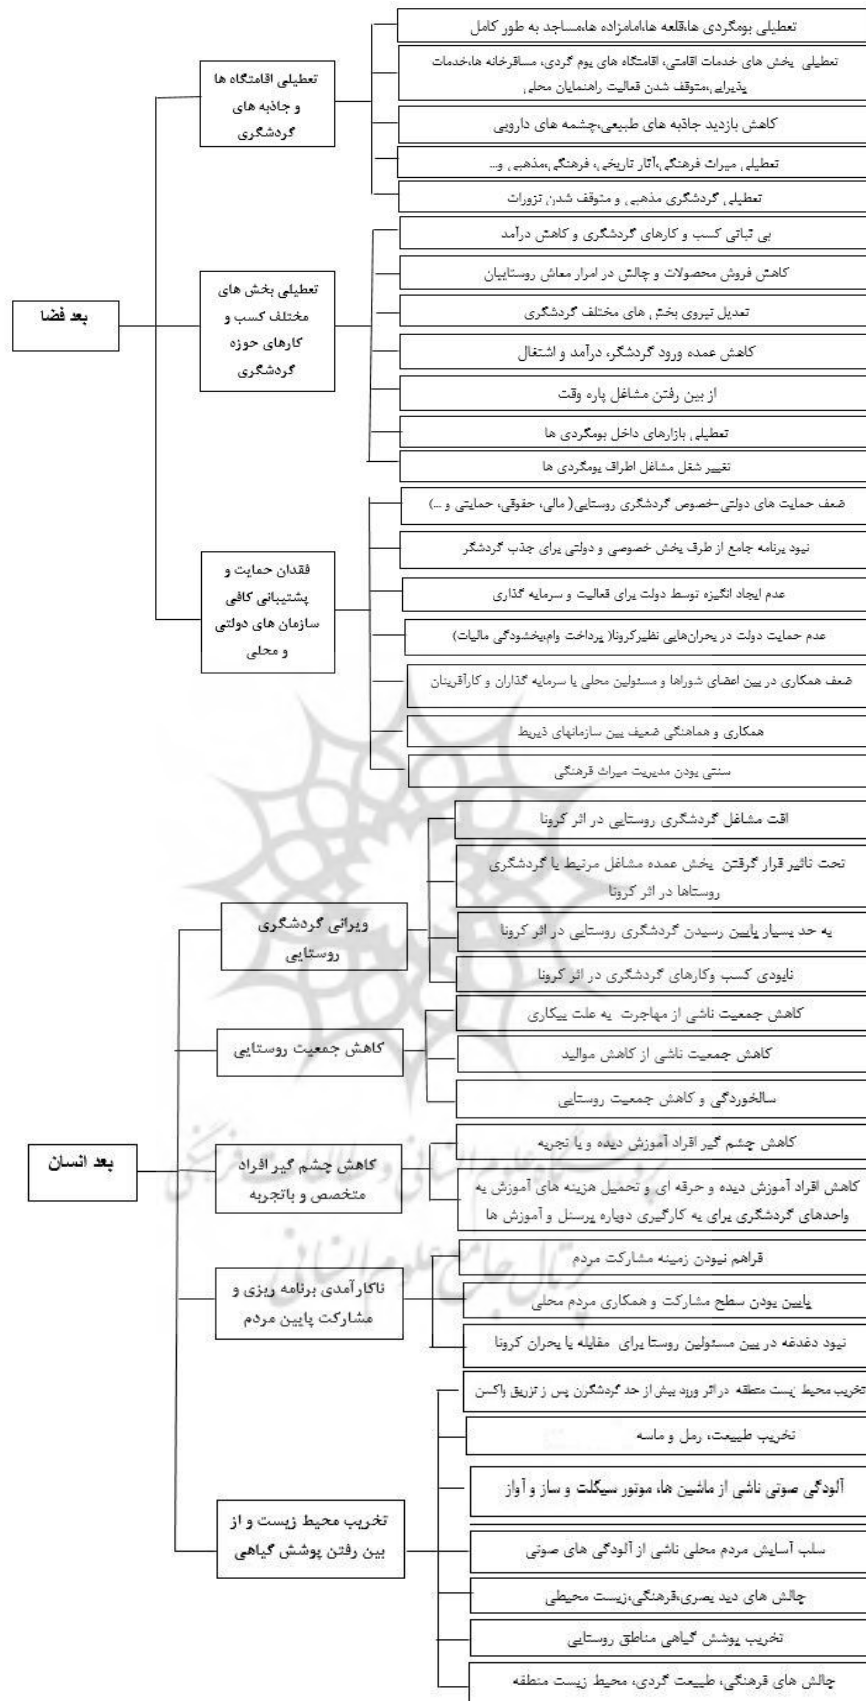 بعد فضا
تعطیلی اقامتگاه ها
و جاذبه های
گردشگری
تعطیلی بومگردی ها،قلعه ها،امامزاده ها،مساجد به طور کامل
تعطیلی بخش های خدمات اقامتی، اقامتگاه های بوم گردی، مسافرخانه ها،خدمات
پذیرایی،متوقف شدن فعالیت راهنمایان محلی
کاهش بازدید جاذبه های طبیعی،چشمه های دارویی
تعطیلی میراث فرهنگی،آثار تاریخی، فرهنگی،مذهبی و...
تعطیلی گردشگری مذهبی و متوقف شدن تزورات
تعطیلی بخش های
مختلف کسب و
کارهای حوزه
گردشگری
بی ثباتی کسب و کارهای گردشگری و کاهش درآمد
کاهش فروش محصولات و چالش در امرار معاش روستاییان
تعدیل نیروی بخش های مختلف گردشگری
کاهش عمده ورود گردشگر، درآمد و اشتغال
از بین رفتن مشاغل پاره وقت
تعطیلی بازارهای داخل بومگردی ها
تغییر شغل مشاغل اطراف بومگردی ها
فقدان حمایت و
پشتیبانی کافی
سازمان های دولتی
و محلی
ضعف حمایت های دولتی-خصوص گردشگری روستایی( مالی، حقوقی، حمایتی و ...)
نبود برنامه جامع از طرف بخش خصوصی و دولتی برای جذب گردشگر
عدم ایجاد انگیزه توسط دولت برای فعالیت و سرمایه گذاری
عدم حمایت دولت در بحران‌هایی نظیرکرونا( پرداخت وام،بخشودگی مالیات)
ضعف همکاری در بین اعضای شوراها و مسئولین محلی با سرمایه گذاران و کارآفرینان
همکاری و هماهنگی ضعیف بین سازمانهای ذیربط
سنتی بودن مدیریت میراث فرهنگی
بعد انسان
ویرانی گردشگری
روستایی
افت مشاغل گردشگری روستایی در اثر کرونا
تحت تاثیر قرار گرفتن بخش عمده مشاغل مرتبط با گردشگری
روستاها در اثر کرونا
به حد بسیار پایین رسیدن گردشگری روستایی در اثر کرونا
نابودی کسب وکارهای گردشگری در اثر کرونا
کاهش جمعیت روستایی
کاهش جمعیت ناشی از مهاجرت به علت بیکاری
کاهش جمعیت ناشی از کاهش موالید
سالخوردگی و کاهش جمعیت روستایی
کاهش چشم گیر افراد
متخصص و باتجربه
کاهش چشم گیر افراد آموزش دیده و با تجربه
کاهش افراد آموزش دیده و حرفه ای و تحمیل هزینه های آموزش به
واحدهای گردشگری برای به کارگیری دوباره پرسنل و آموزش ها
ناکارآمدی برنامه ریزی و
مشارکت پایین مردم
فراهم نبودن زمینه مشارکت مردم
پایین بودن سطح مشارکت و همکاری مردم محلی
نبود دغدغه در بین مسئولین روستا برای مقابله با بحران کرونا
تخریب محیط زیست و از
بین رفتن پوشش گیاهی
تخریب محیط زیست منطقه در اثر ورود بیش از حد گردشگرن پس ز تزریق واکسن
تخریب طبیعت، رمل و ماسه
آلودگی صوتی ناشی از ماشین ها، موتور سیکلت و ساز و آواز
سلب آسایش مردم محلی ناشی از آلودگی های صوتی
چالش های دید بصری،فرهنگی،زیست محیطی
تخریب پوشش گیاهی مناطق روستایی
چالش های فرهنگی، طبیعت گردی، محیط زیست منطقه
پژوهشگاه علوم انسانی و مطالعات فرهنگی
پرتال جامع علوم انسانی